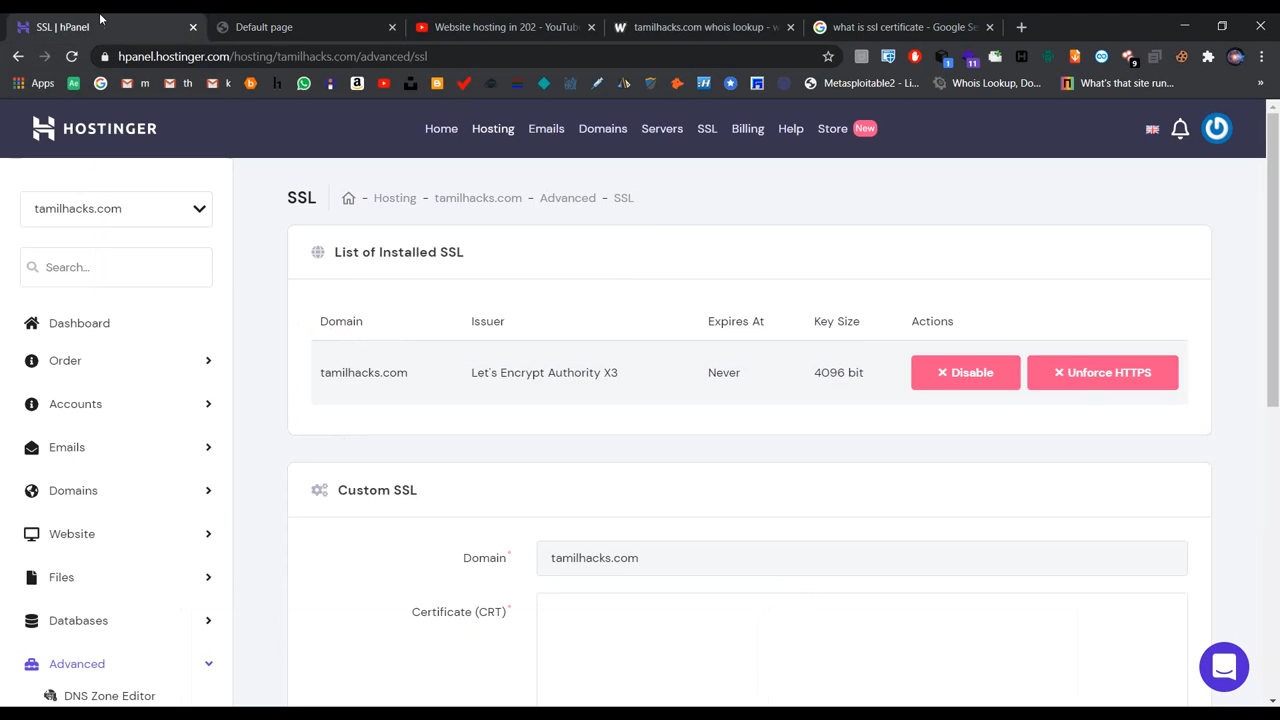 SSL | hPanel
Default page
Website hosting in 202 - YouTub
tamilhacks.com whois lookup - w
what is ssl certificate - Google Se
hpanel.hostinger.com/hosting/tamilhacks.com/advanced/ssl
1
11
9
Apps
m
th
k
Metasploitable2 - Li...
Whois Lookup, Do...
What's that site run...
HOSTINGER
Home
Hosting
Emails
Domains
Servers
SSL
Billing
Help
Store
New
tamilhacks.com
Search...
Dashboard
Order
Accounts
Emails
Domains
Website
Files
Databases
Advanced
DNS Zone Editor
SSL
- Hosting - tamilhacks.com - Advanced - SSL
List of Installed SSL
Domain Issuer Expires At Key Size Actions
tamilhacks.com Let's Encrypt Authority X3 Never 4096 bit × Disable × Unforce HTTPS
Custom SSL
Domain* tamilhacks.com
Certificate (CRT)*